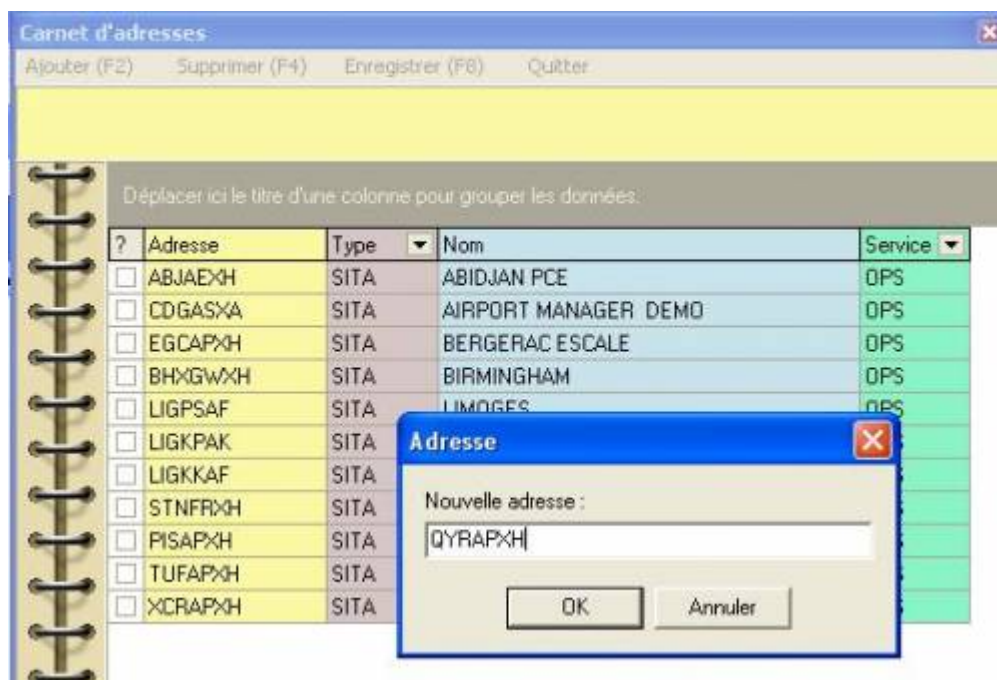 Carnet d'adresses
Ajouter (F2) Supprimer (F4) Enregistrer (F8) Quitter
Déplacer ici le titre d'une colonne pour grouper les données.
? Adresse Type Nom Service
ABJAEXH SITA ABIDJAN PCE OPS
CDGASXA SITA AIRPORT MANAGER DEMO OPS
EGCAPXH SITA BERGERAC ESCALE OPS
BHXGWXH SITA BIRMINGHAM OPS
LIGPSAF SITA LIMOGES OPS
LIGKPAK SITA
LIGKKAF SITA
STNFRXH SITA
PISAPXH SITA
TUFAPXH SITA
XCRAPXH SITA
Adresse
Nouvelle adresse :
QYRAPXH
OK Annuler